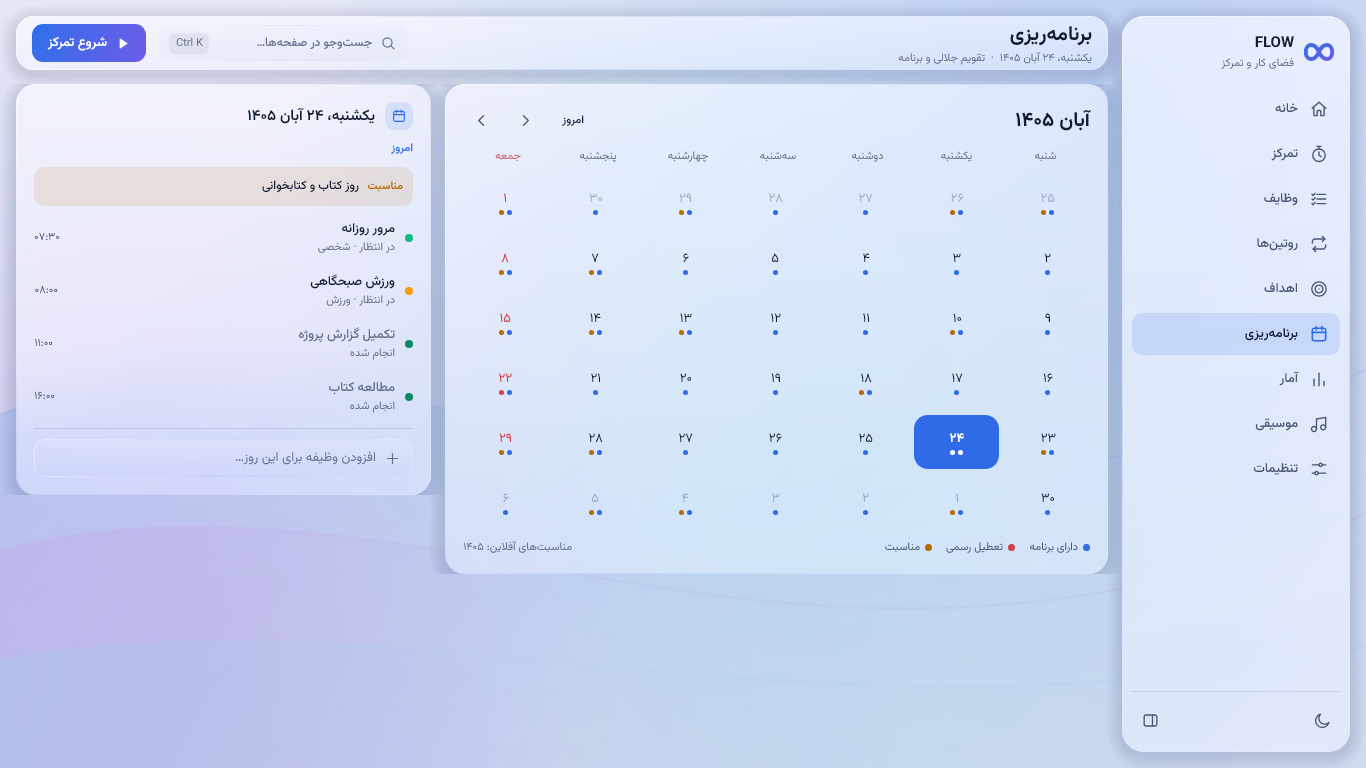 FLOW
فضای کار و تمرکز
خانه
تمرکز
وظایف
روتین‌ها
اهداف
برنامه‌ریزی
آمار
موسیقی
تنظیمات
برنامه‌ریزی
یکشنبه، ۲۴ آبان ۱۴۰۵ · تقویم جلالی و برنامه
جست‌وجو در صفحه‌ها... Ctrl K
شروع تمرکز
آبان ۱۴۰۵
امروز
شنبه یکشنبه دوشنبه سه‌شنبه چهارشنبه پنجشنبه جمعه
۲۵ ۲۶ ۲۷ ۲۸ ۲۹ ۳۰ ۱
۲ ۳ ۴ ۵ ۶ ۷ ۸
۹ ۱۰ ۱۱ ۱۲ ۱۳ ۱۴ ۱۵
۱۶ ۱۷ ۱۸ ۱۹ ۲۰ ۲۱ ۲۲
۲۳ ۲۴ ۲۵ ۲۶ ۲۷ ۲۸ ۲۹
۳۰ ۱ ۲ ۳ ۴ ۵ ۶
دارای برنامه تعطیل رسمی مناسبت
مناسبت‌های آفلاین: ۱۴۰۵
یکشنبه، ۲۴ آبان ۱۴۰۵
امروز
مناسبت روز کتاب و کتابخوانی
مرور روزانه ۰۷:۳۰
در انتظار · شخصی
ورزش صبحگاهی ۰۸:۰۰
در انتظار · ورزش
تکمیل گزارش پروژه ۱۱:۰۰
انجام شده
مطالعه کتاب ۱۶:۰۰
انجام شده
افزودن وظیفه برای این روز...